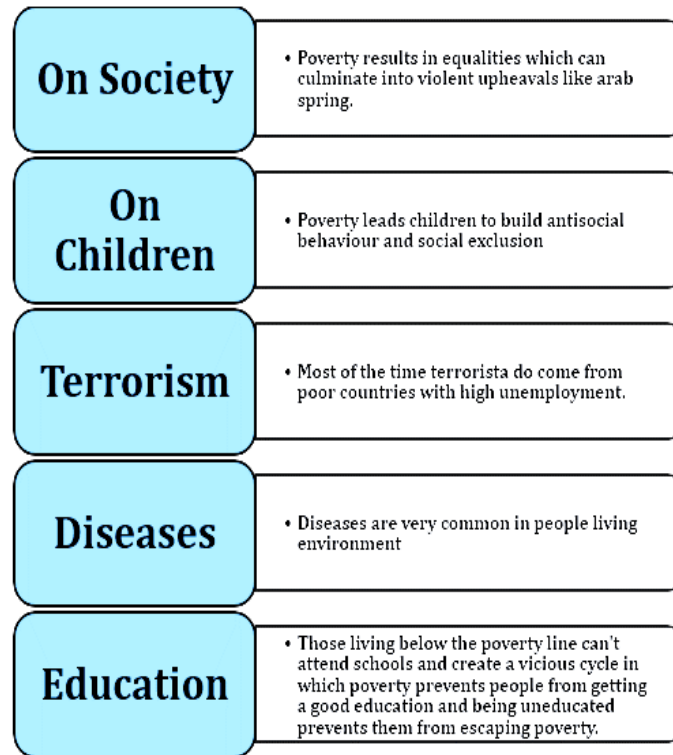 On Society
• Poverty results in equalities which can
culminate into violent upheavals like arab
spring.
On
Children
• Poverty leads children to build antisocial
behaviour and social exclusion
Terrorism
• Most of the time terrorista do come from
poor countries with high unemployment.
Diseases
• Diseases are very common in people living
environment
Education
• Those living below the poverty line can't
attend schools and create a vicious cycle in
which poverty prevents people from getting
a good education and being uneducated
prevents them from escaping poverty.